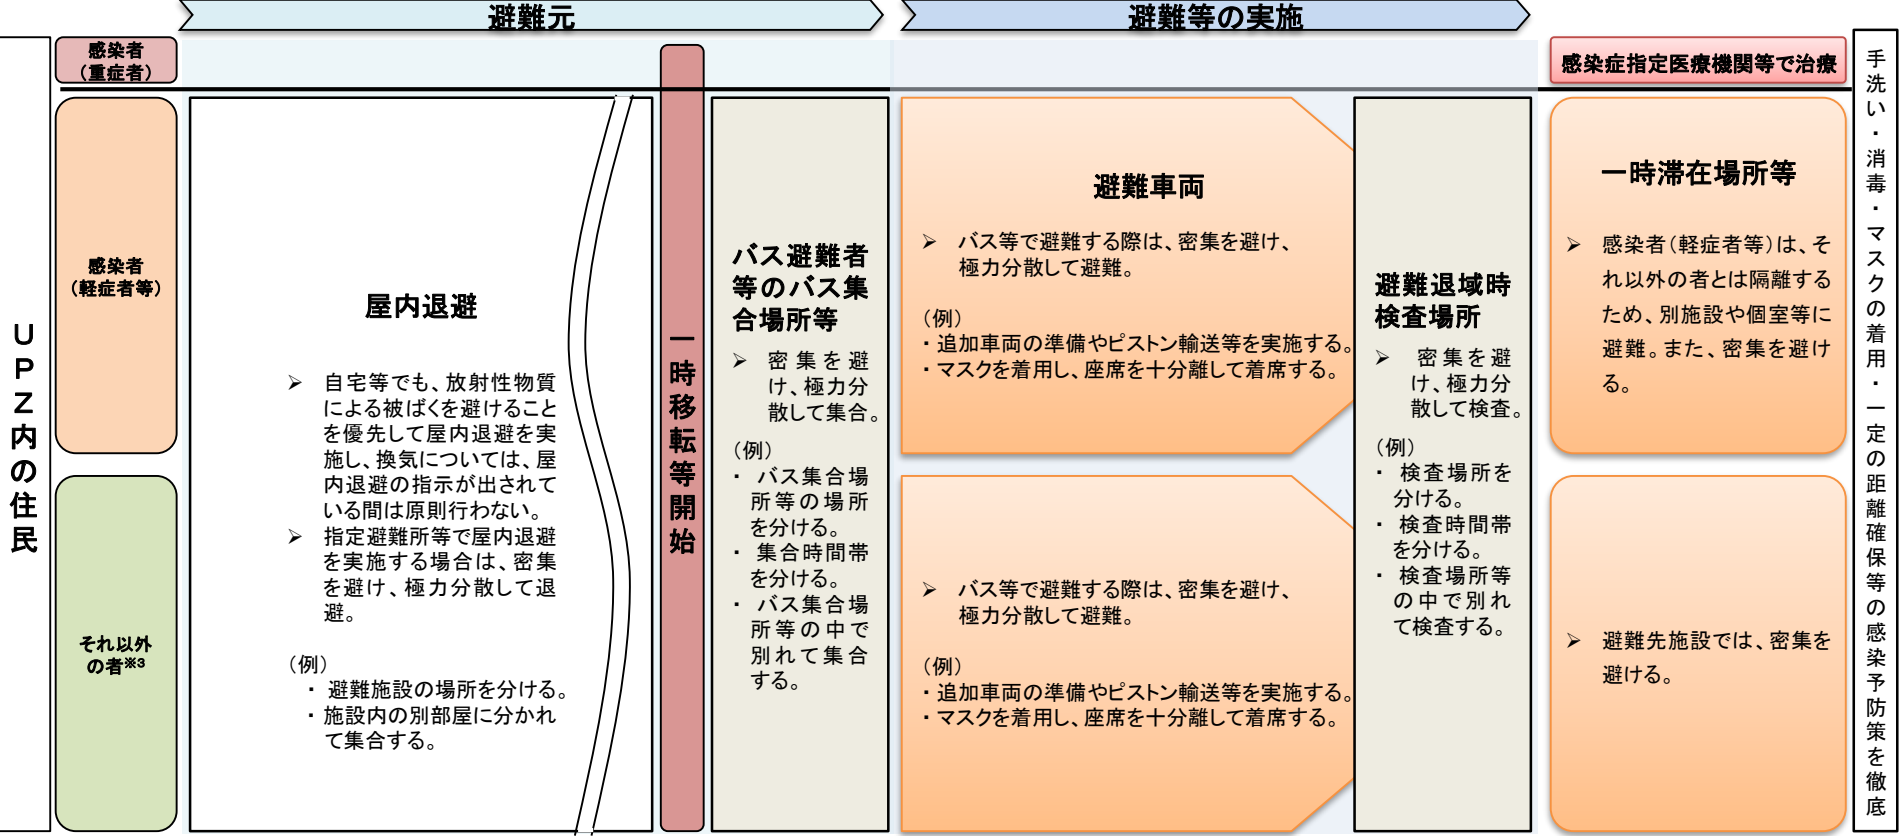 避難元
避難等の実施
UPZ内の住民
感染者
（重症者）
感染症指定医療機関等で治療
感染者
（軽症者等）
それ以外
の者※3
屋内退避
➢ 自宅等でも、放射性物質
による被ばくを避けること
を優先して屋内退避を実
施し、換気については、屋
内退避の指示が出されて
いる間は原則行わない。
➢ 指定避難所等で屋内退避
を実施する場合は、密集
を避け、極力分散して退
避。
（例）
・ 避難施設の場所を分ける。
・施設内の別部屋に分かれ
て集合する。
一時移転等開始
バス避難者
等のバス集
合場所等
➢ 密集を避
け、極力分
散して集合。
（例）
・ バス集合場
所等の場所
を分ける。
・ 集合時間帯
を分ける。
・ バス集合場
所等の中で
別れて集合
する。
避難車両
➢ バス等で避難する際は、密集を避け、
極力分散して避難。
（例）
・追加車両の準備やピストン輸送等を実施する。
・マスクを着用し、座席を十分離して着席する。
➢ バス等で避難する際は、密集を避け、
極力分散して避難。
（例）
・追加車両の準備やピストン輸送等を実施する。
・マスクを着用し、座席を十分離して着席する。
避難退域時
検査場所
➢ 密集を避
け、極力分
散して検査。
（例）
・ 検査場所を
分ける。
・ 検査時間帯
を分ける。
・ 検査場所等
の中で別れ
て検査する。
一時滞在場所等
➢ 感染者（軽症者等）は、そ
れ以外の者とは隔離する
ため、別施設や個室等に
避難。また、密集を避け
る。
➢ 避難先施設では、密集を
避ける。
手洗い・消毒・マスクの着用・一定の距離確保等の感染予防策を徹底